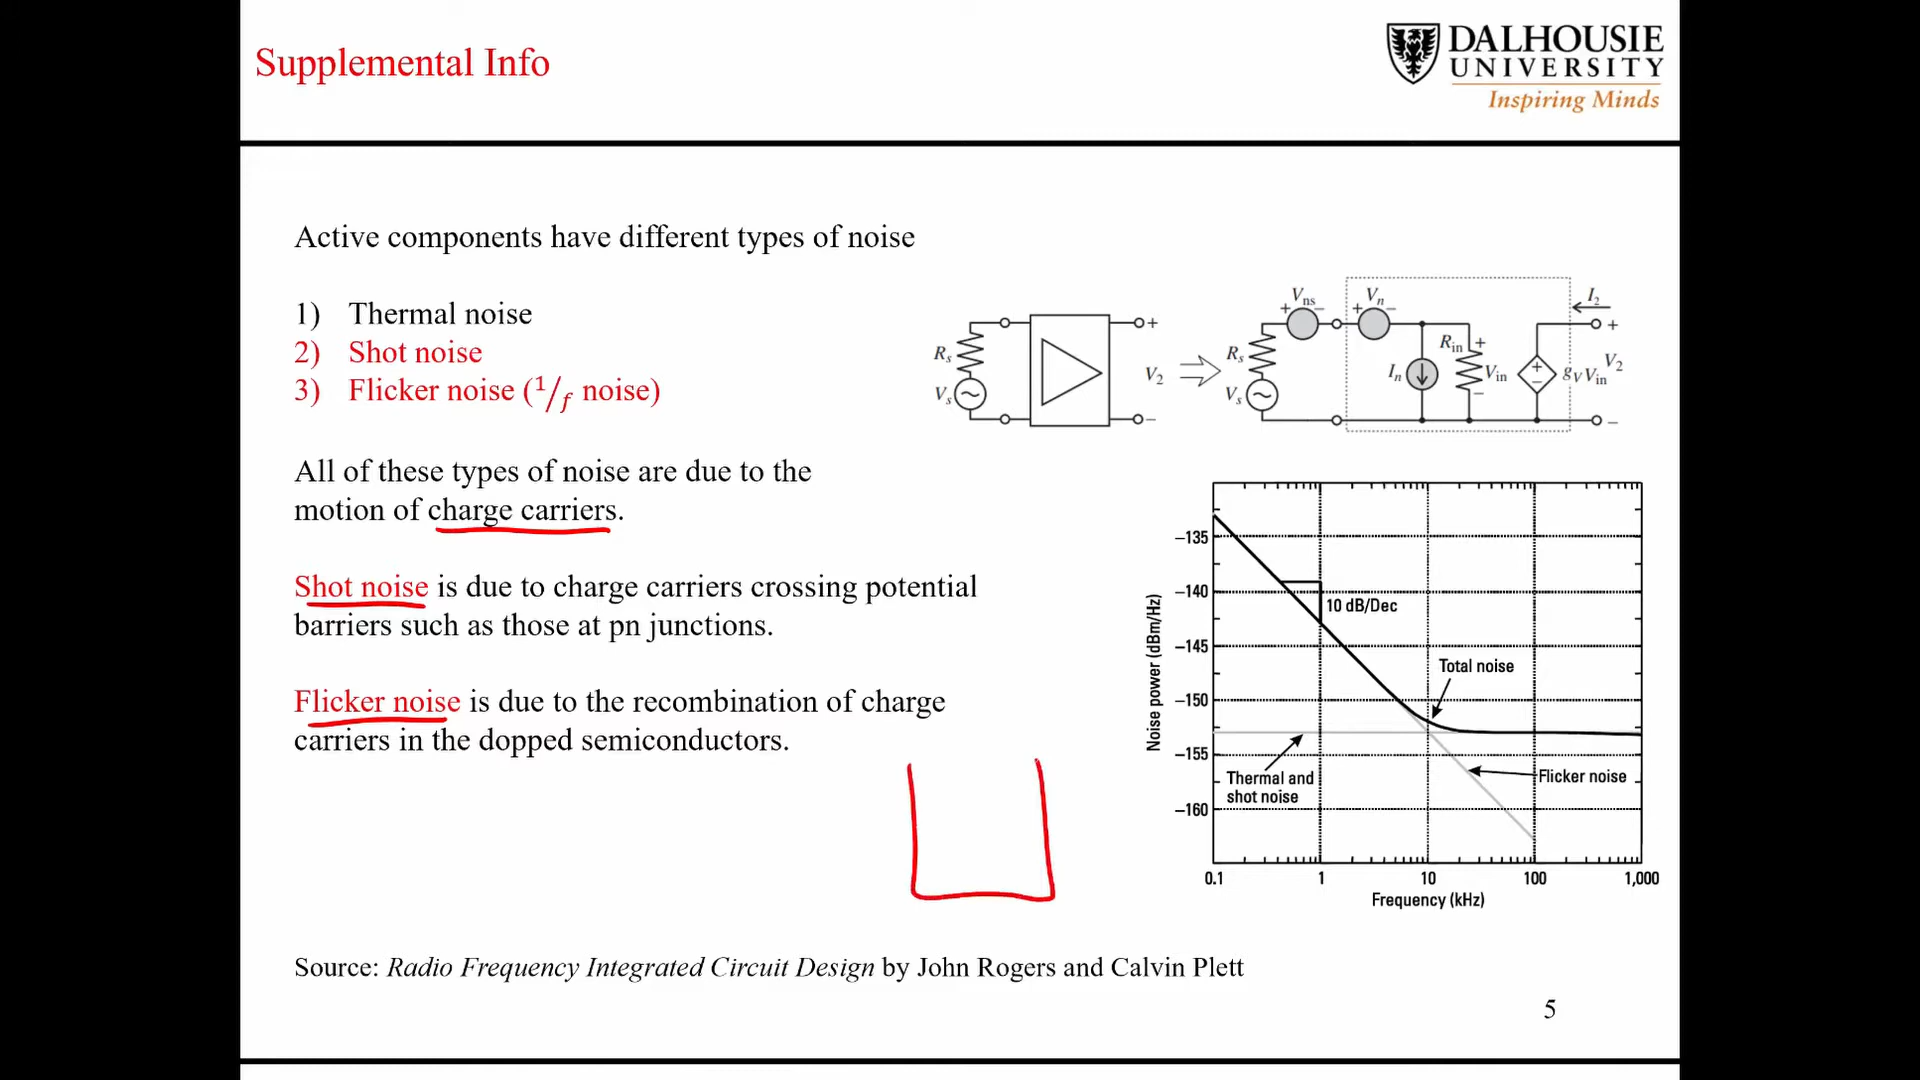 Supplemental Info
DALHOUSIE
UNIVERSITY
Inspiring Minds
Active components have different types of noise
1) Thermal noise
2) Shot noise
3) Flicker noise (1/f noise)
All of these types of noise are due to the
motion of charge carriers.
Shot noise is due to charge carriers crossing potential
barriers such as those at pn junctions.
Flicker noise is due to the recombination of charge
carriers in the dopped semiconductors.
Rs
Vs
+
V2
−
Vns
+ −
Vn
+ −
I2
Rs
Vs
In
Rin
+
Vin
−
+
−
gVVin
+
V2
−
Noise power (dBm/Hz)
−135
−140
−145
−150
−155
−160
10 dB/Dec
Total noise
Thermal and
shot noise
Flicker noise
0.1 1 10 100 1,000
Frequency (kHz)
Source: Radio Frequency Integrated Circuit Design by John Rogers and Calvin Plett
5